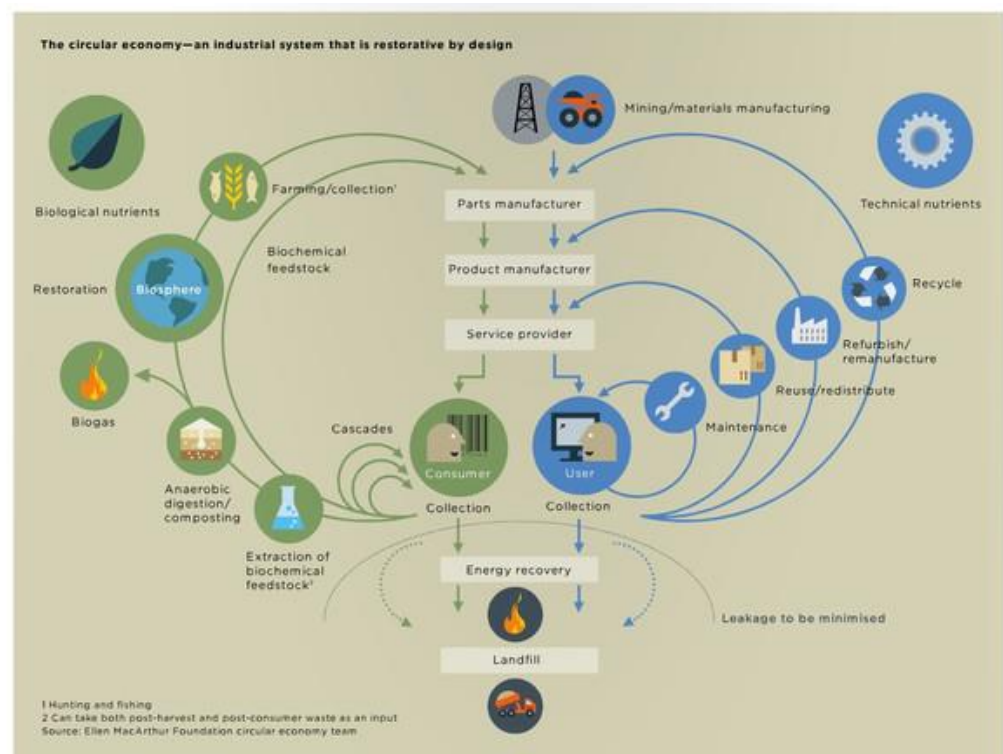 The circular economy—an industrial system that is restorative by design
Mining/materials manufacturing
Biological nutrients
Technical nutrients
Farming/collection¹
Parts manufacturer
Biochemical
feedstock
Product manufacturer
Restoration
Biosphere
Recycle
Service provider
Refurbish/
remanufacture
Reuse/redistribute
Biogas
Cascades
Maintenance
Consumer
User
Anaerobic
digestion/
composting
Collection
Collection
Extraction of
biochemical
feedstock²
Energy recovery
Leakage to be minimised
Landfill
1 Hunting and fishing
2 Can take both post-harvest and post-consumer waste as an input
Source: Ellen MacArthur Foundation circular economy team